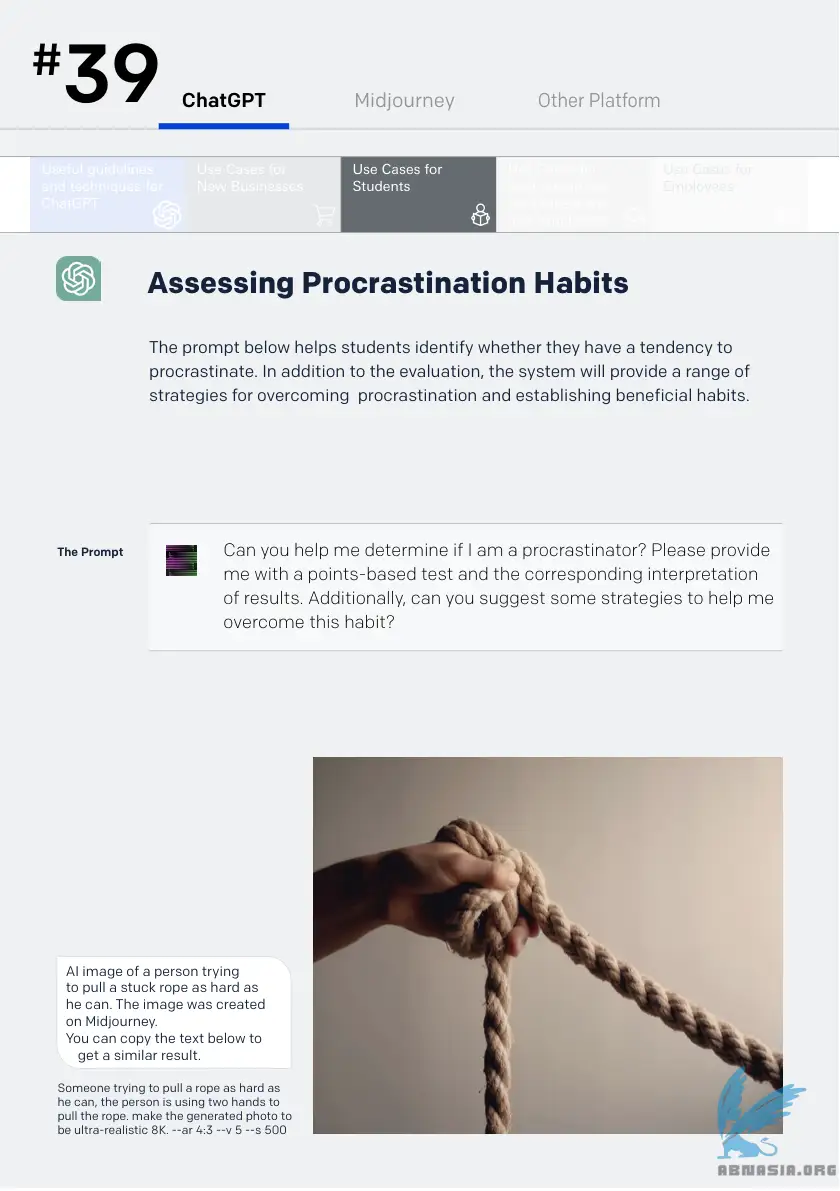 #39
ChatGPT
Midjourney
Other Platform
Useful guidelines
and techniques for
ChatGPT
Use Cases for
New Businesses
Use Cases for
Students
Use Cases for
Employees
Assessing Procrastination Habits
The prompt below helps students identify whether they have a tendency to
procrastinate. In addition to the evaluation, the system will provide a range of
strategies for overcoming procrastination and establishing beneficial habits.
The Prompt
Can you help me determine if I am a procrastinator? Please provide
me with a points-based test and the corresponding interpretation
of results. Additionally, can you suggest some strategies to help me
overcome this habit?
AI image of a person trying
to pull a stuck rope as hard as
he can. The image was created
on Midjourney.
You can copy the text below to
get a similar result.
Someone trying to pull a rope as hard as
he can, the person is using two hands to
pull the rope. make the generated photo to
be ultra-realistic 8K. --ar 4:3 --v 5 --s 500
ABNASIA.ORG